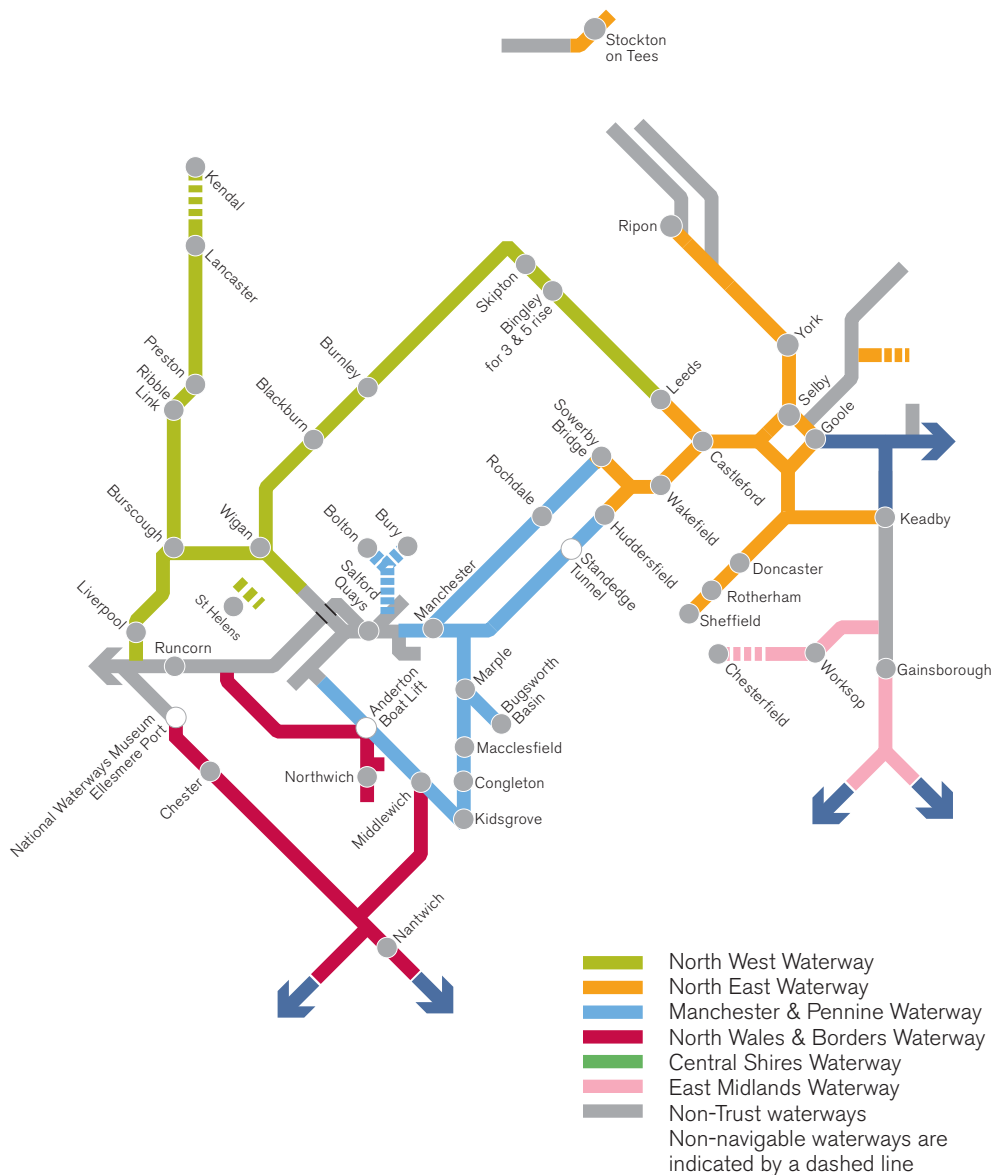 Stockton
on Tees
Kendal
Lancaster
Preston
Ribble
Link
Burscough
Liverpool
Wigan
Blackburn
Burnley
Skipton
Bingley
for 3 & 5 rise
Leeds
Ripon
York
Selby
Goole
Castleford
Wakefield
Sowerby
Bridge
Rochdale
Huddersfield
Standedge
Tunnel
Keadby
Doncaster
Rotherham
Sheffield
Gainsborough
Worksop
Chesterfield
Bolton
Bury
Salford
Quays
Manchester
St Helens
Runcorn
Marple
Bugsworth
Basin
Macclesfield
Congleton
Kidsgrove
Anderton
Boat Lift
Northwich
Middlewich
National Waterways Museum
Ellesmere Port
Chester
Nantwich
North West Waterway
North East Waterway
Manchester & Pennine Waterway
North Wales & Borders Waterway
Central Shires Waterway
East Midlands Waterway
Non-Trust waterways
Non-navigable waterways are
indicated by a dashed line